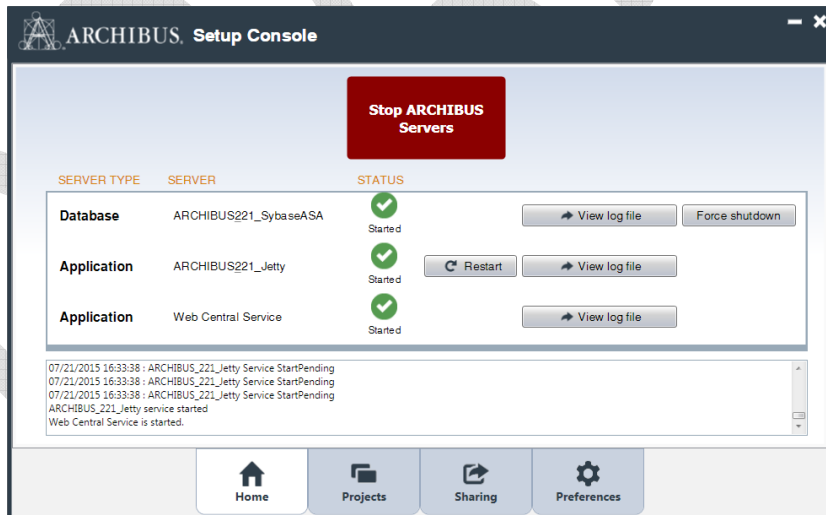 ARCHIBUS. Setup Console
Stop ARCHIBUS
Servers
SERVER TYPE SERVER STATUS
Database ARCHIBUS221_SybaseASA Started View log file Force shutdown
Application ARCHIBUS221_Jetty Started Restart View log file
Application Web Central Service Started View log file
07/21/2015 16:33:38 : ARCHIBUS_221_Jetty Service StartPending
07/21/2015 16:33:38 : ARCHIBUS_221_Jetty Service StartPending
07/21/2015 16:33:38 : ARCHIBUS_221_Jetty Service StartPending
ARCHIBUS_221_Jetty service started
Web Central Service is started.
Home Projects Sharing Preferences